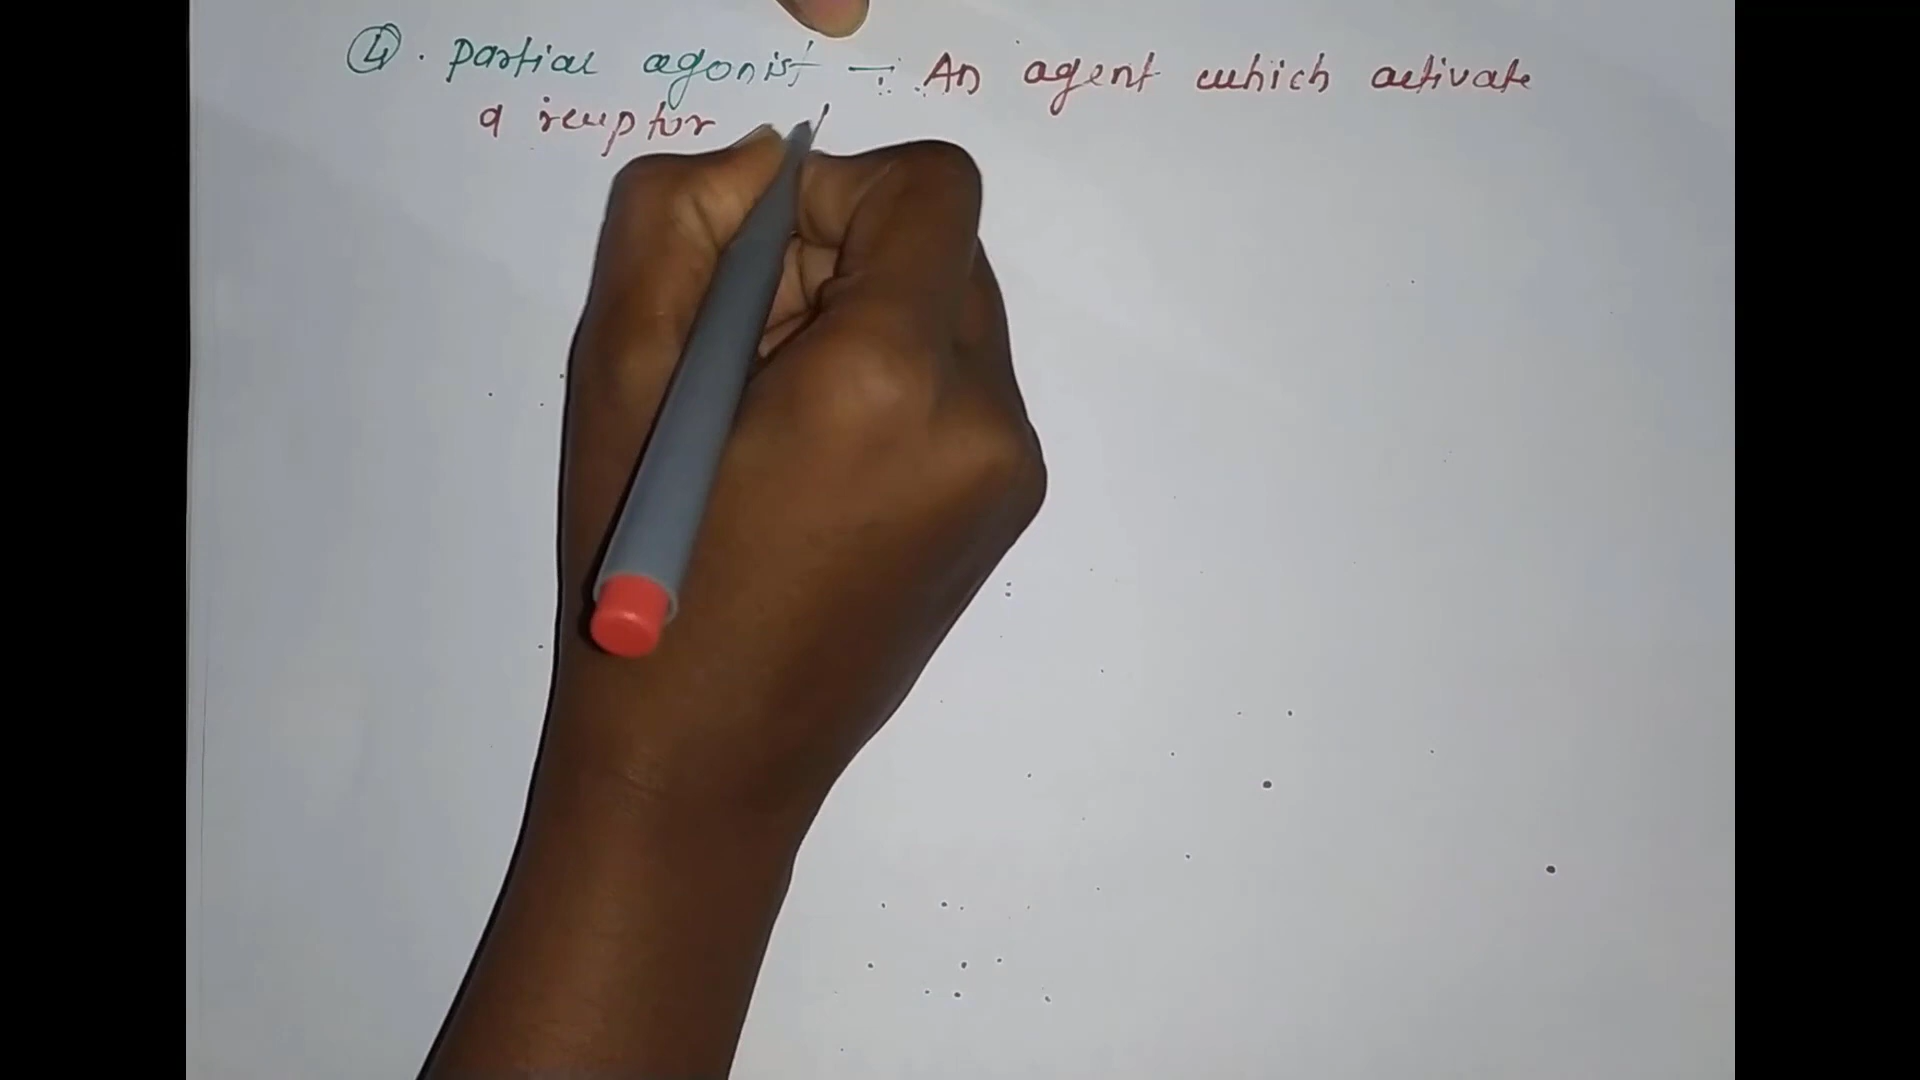 ④. Partial agonist - An agent which activate
a receptor